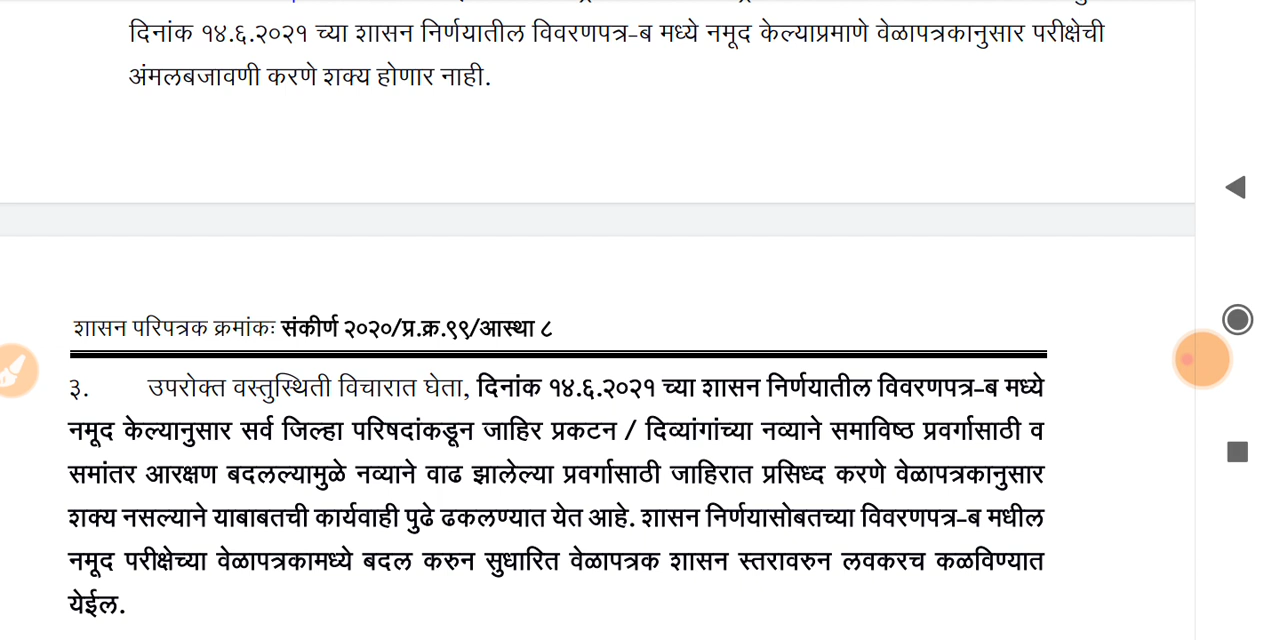 दिनांक १४.६.२०२१ च्या शासन निर्णयातील विवरणपत्र-ब मध्ये नमूद केल्याप्रमाणे वेळापत्रकानुसार परीक्षेची
अंमलबजावणी करणे शक्य होणार नाही.
शासन परिपत्रक क्रमांकः संकीर्ण २०२०/प्र.क्र.९९/आस्था ८
३. उपरोक्त वस्तुस्थिती विचारात घेता, दिनांक १४.६.२०२१ च्या शासन निर्णयातील विवरणपत्र-ब मध्ये
नमूद केल्यानुसार सर्व जिल्हा परिषदांकडून जाहिर प्रकटन / दिव्यांगांच्या नव्याने समाविष्ठ प्रवर्गासाठी व
समांतर आरक्षण बदलल्यामुळे नव्याने वाढ झालेल्या प्रवर्गासाठी जाहिरात प्रसिध्द करणे वेळापत्रकानुसार
शक्य नसल्याने याबाबतची कार्यवाही पुढे ढकलण्यात येत आहे. शासन निर्णयासोबतच्या विवरणपत्र-ब मधील
नमूद परीक्षेच्या वेळापत्रकामध्ये बदल करुन सुधारित वेळापत्रक शासन स्तरावरुन लवकरच कळविण्यात
येईल.